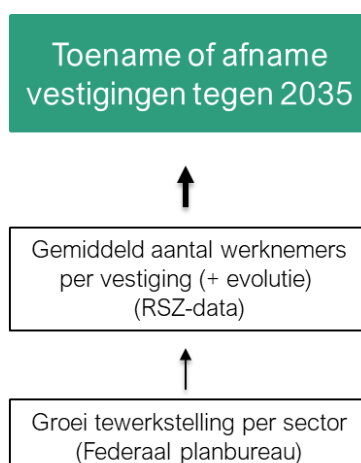 Toename of afname
vestigingen tegen 2035
Gemiddeld aantal werknemers
per vestiging (+ evolutie)
(RSZ-data)
Groei tewerkstelling per sector
(Federaal planbureau)